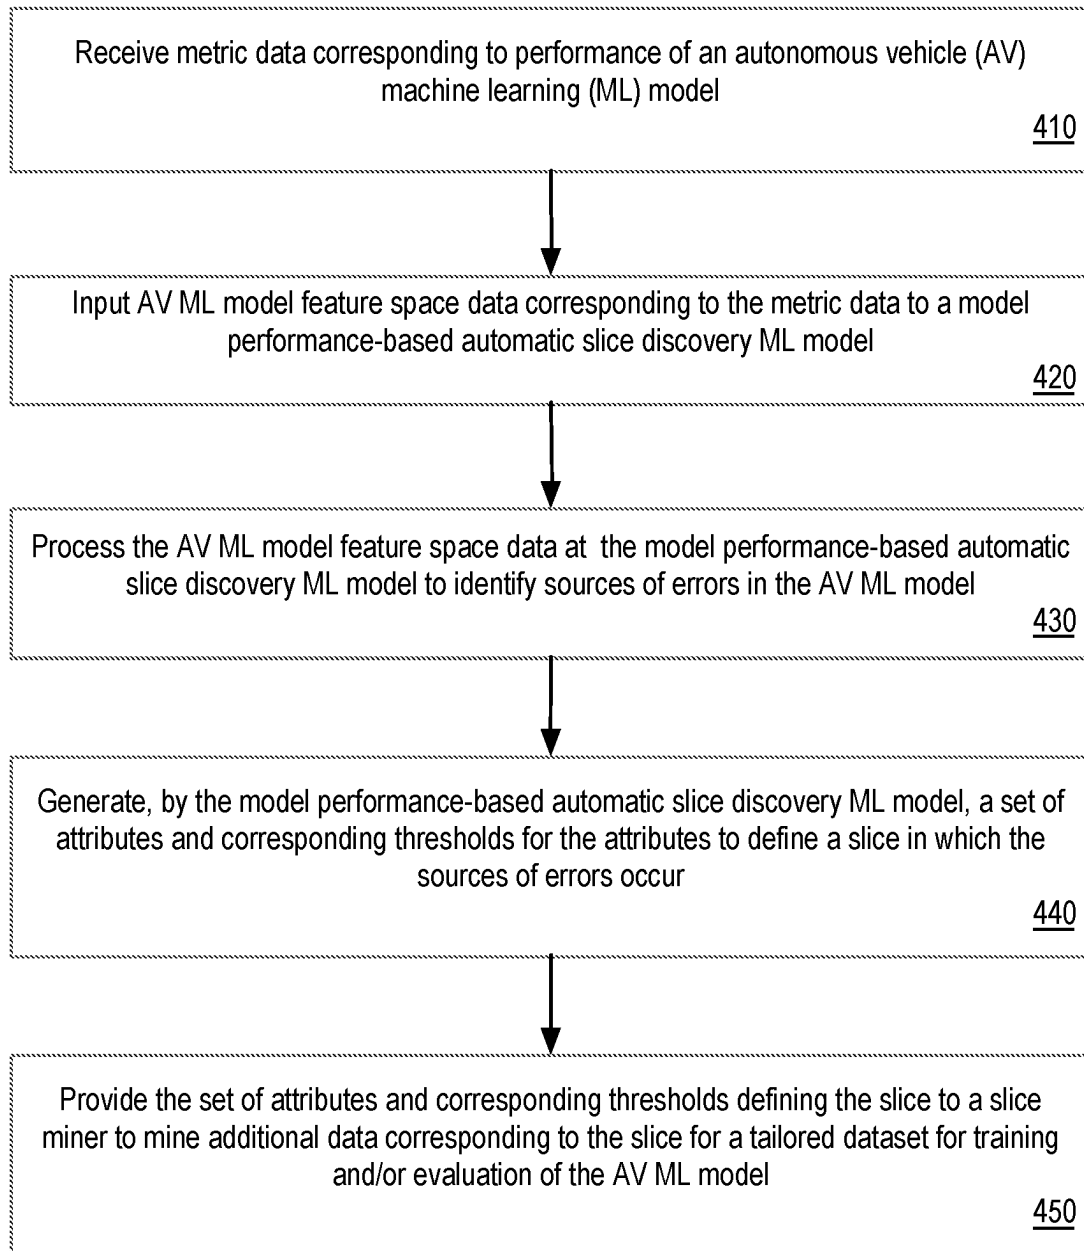 Receive metric data corresponding to performance of an autonomous vehicle (AV)
machine learning (ML) model
410
Input AV ML model feature space data corresponding to the metric data to a model
performance-based automatic slice discovery ML model
420
Process the AV ML model feature space data at the model performance-based automatic
slice discovery ML model to identify sources of errors in the AV ML model
430
Generate, by the model performance-based automatic slice discovery ML model, a set of
attributes and corresponding thresholds for the attributes to define a slice in which the
sources of errors occur
440
Provide the set of attributes and corresponding thresholds defining the slice to a slice
miner to mine additional data corresponding to the slice for a tailored dataset for training
and/or evaluation of the AV ML model
450